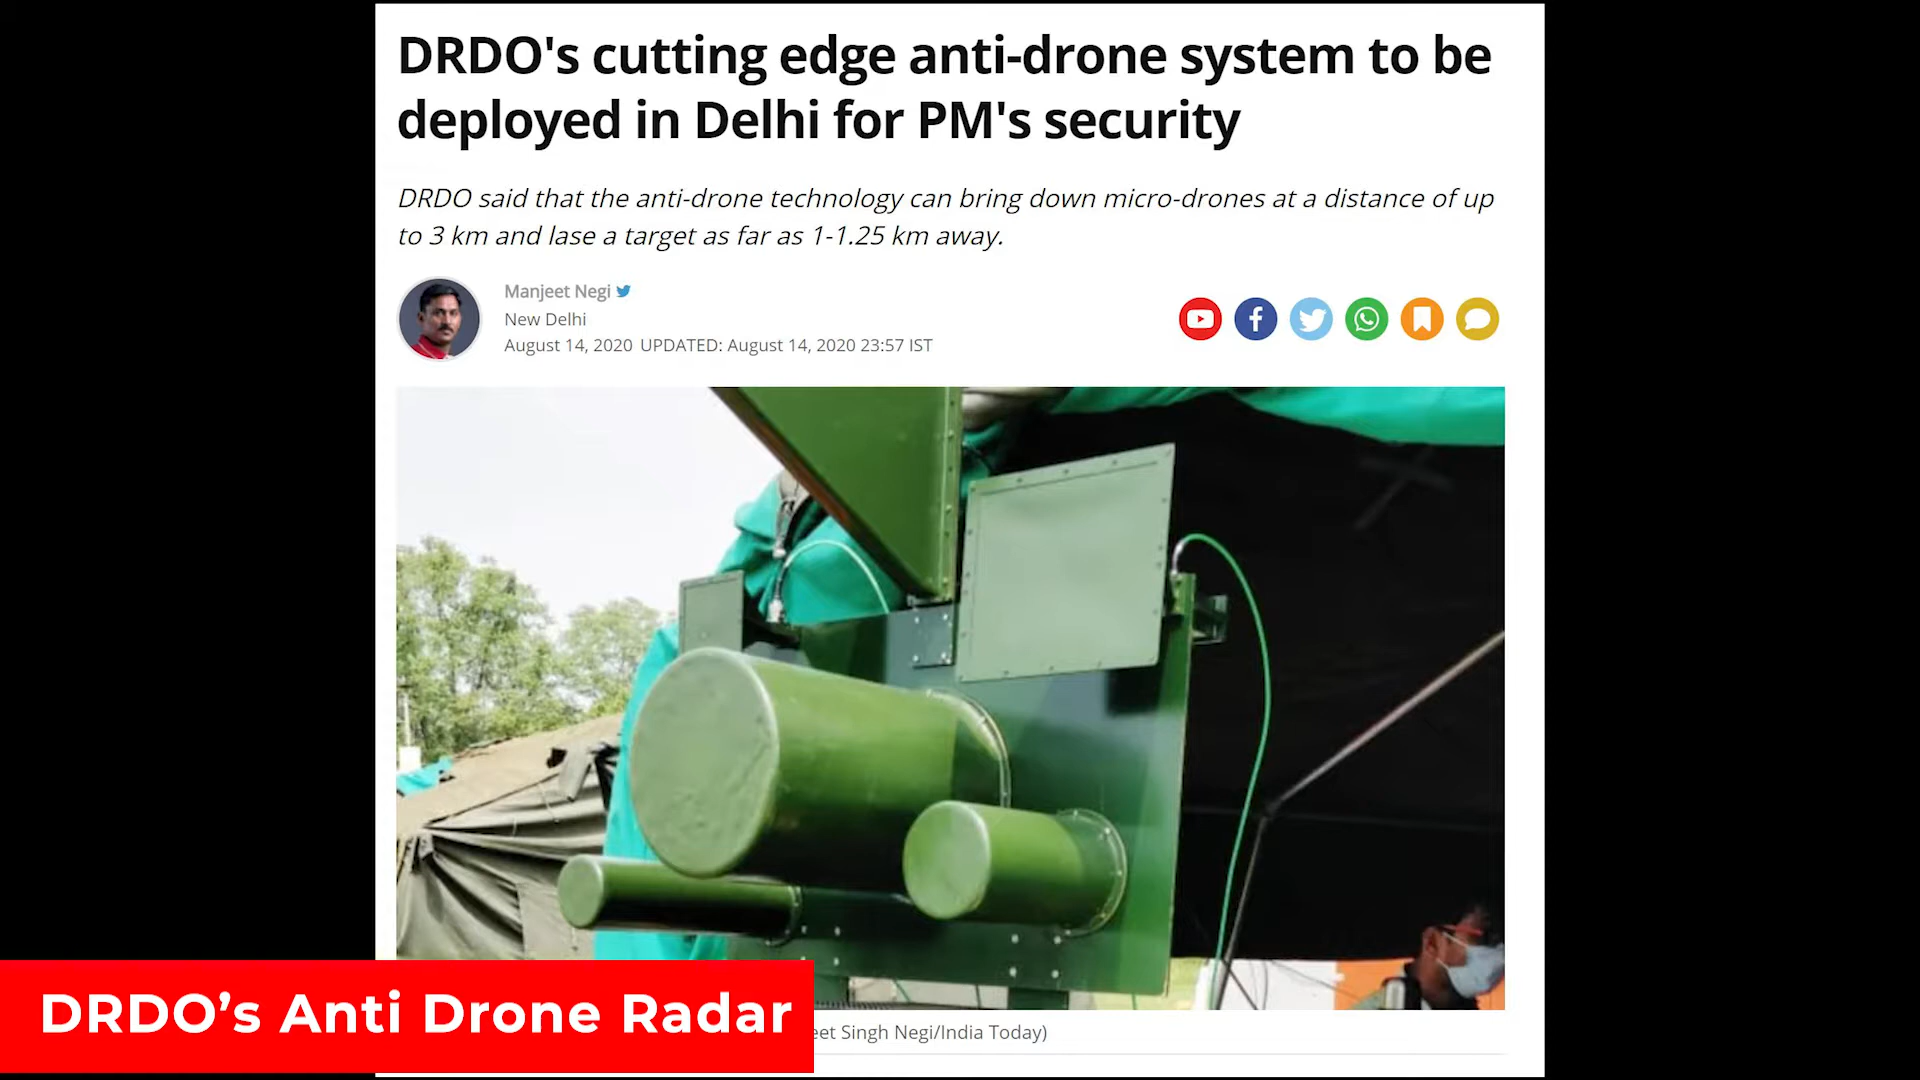 DRDO's cutting edge anti-drone system to be
deployed in Delhi for PM's security
DRDO said that the anti-drone technology can bring down micro-drones at a distance of up
to 3 km and lase a target as far as 1-1.25 km away.
Manjeet Negi
New Delhi
August 14, 2020 UPDATED: August 14, 2020 23:57 IST
DRDO’s Anti Drone Radar
eet Singh Negi/India Today)